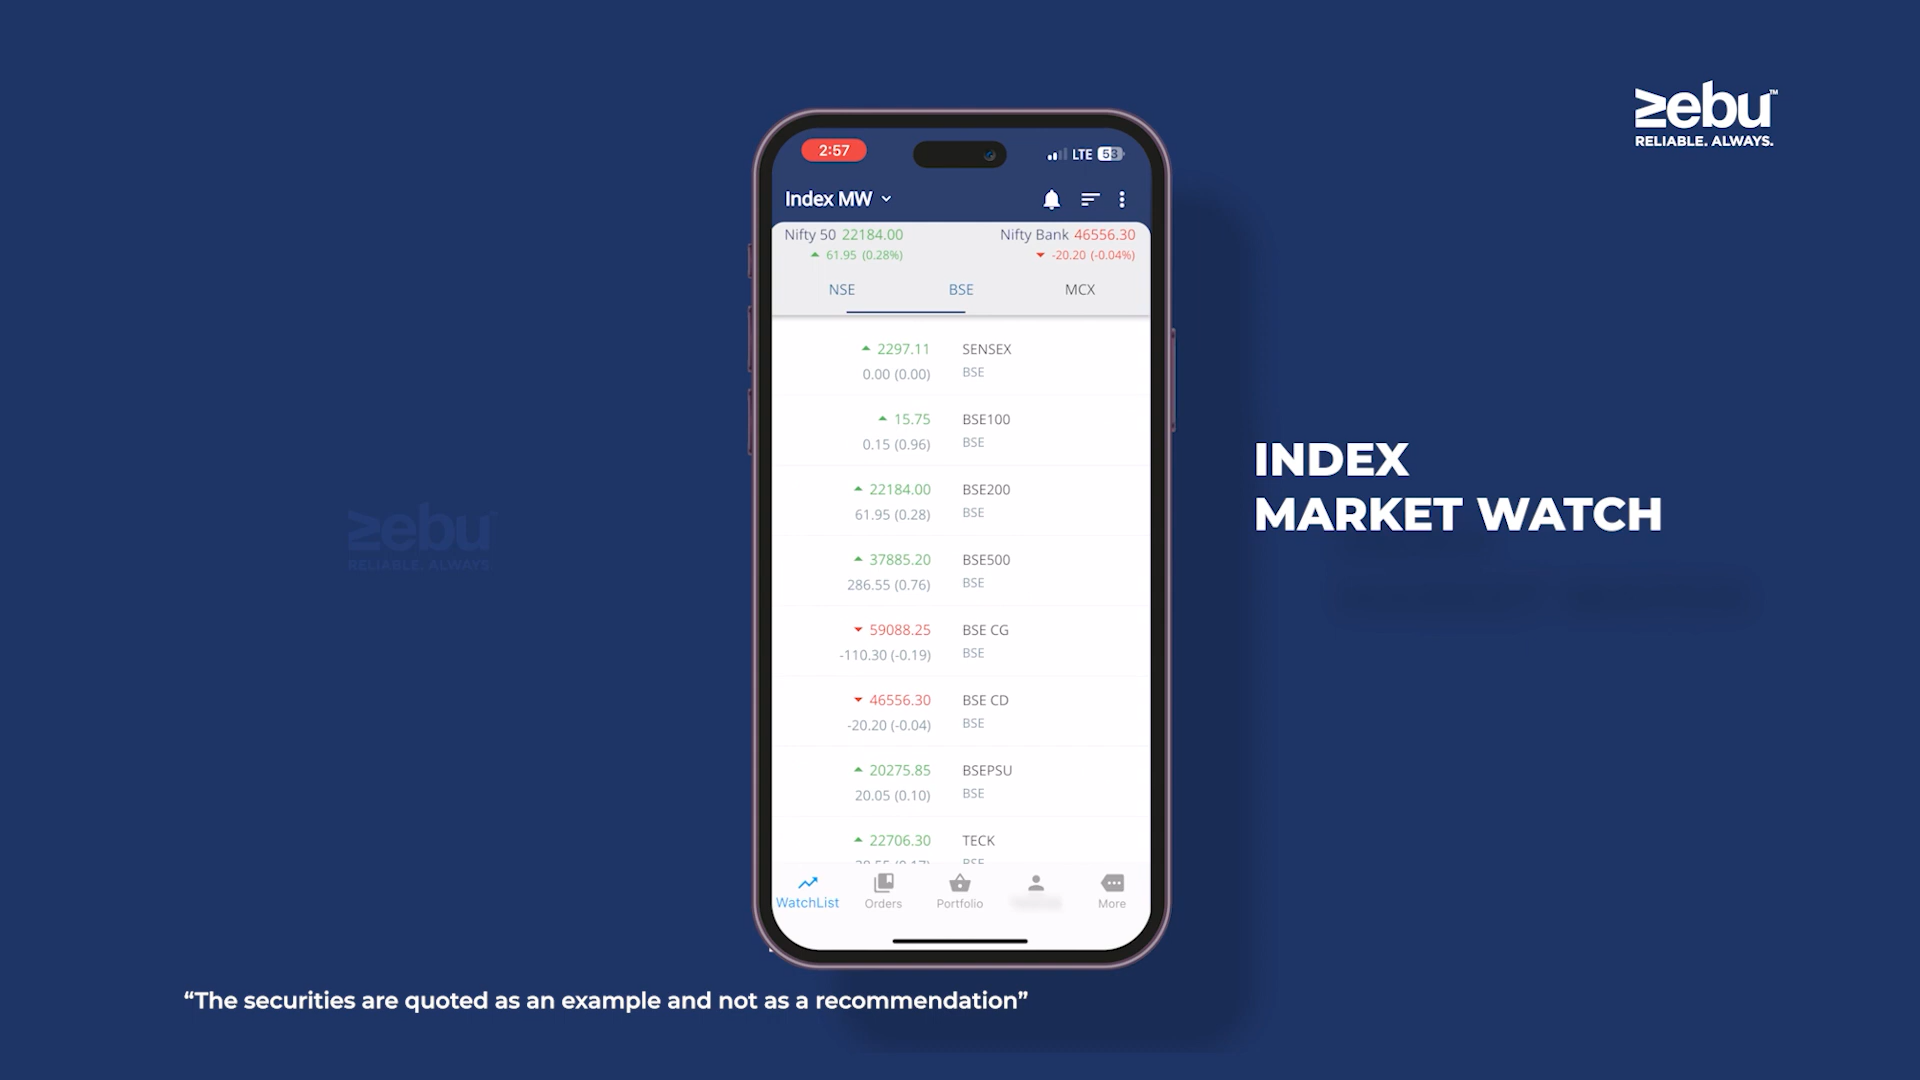 zebu™
RELIABLE. ALWAYS.
2:57
LTE 53
Index MW
Nifty 50 22184.00
61.95 (0.28%)
Nifty Bank 46556.30
-20.20 (-0.04%)
NSE
BSE
MCX
2297.11
0.00 (0.00)
SENSEX
BSE
15.75
0.15 (0.96)
BSE100
BSE
22184.00
61.95 (0.28)
BSE200
BSE
37885.20
286.55 (0.76)
BSE500
BSE
59088.25
-110.30 (-0.19)
BSE CG
BSE
46556.30
-20.20 (-0.04)
BSE CD
BSE
20275.85
20.05 (0.10)
BSEPSU
BSE
22706.30
TECK
BSE
WatchList
Orders
Portfolio
More
INDEX
MARKET WATCH
zebu
RELIABLE. ALWAYS.
“The securities are quoted as an example and not as a recommendation”